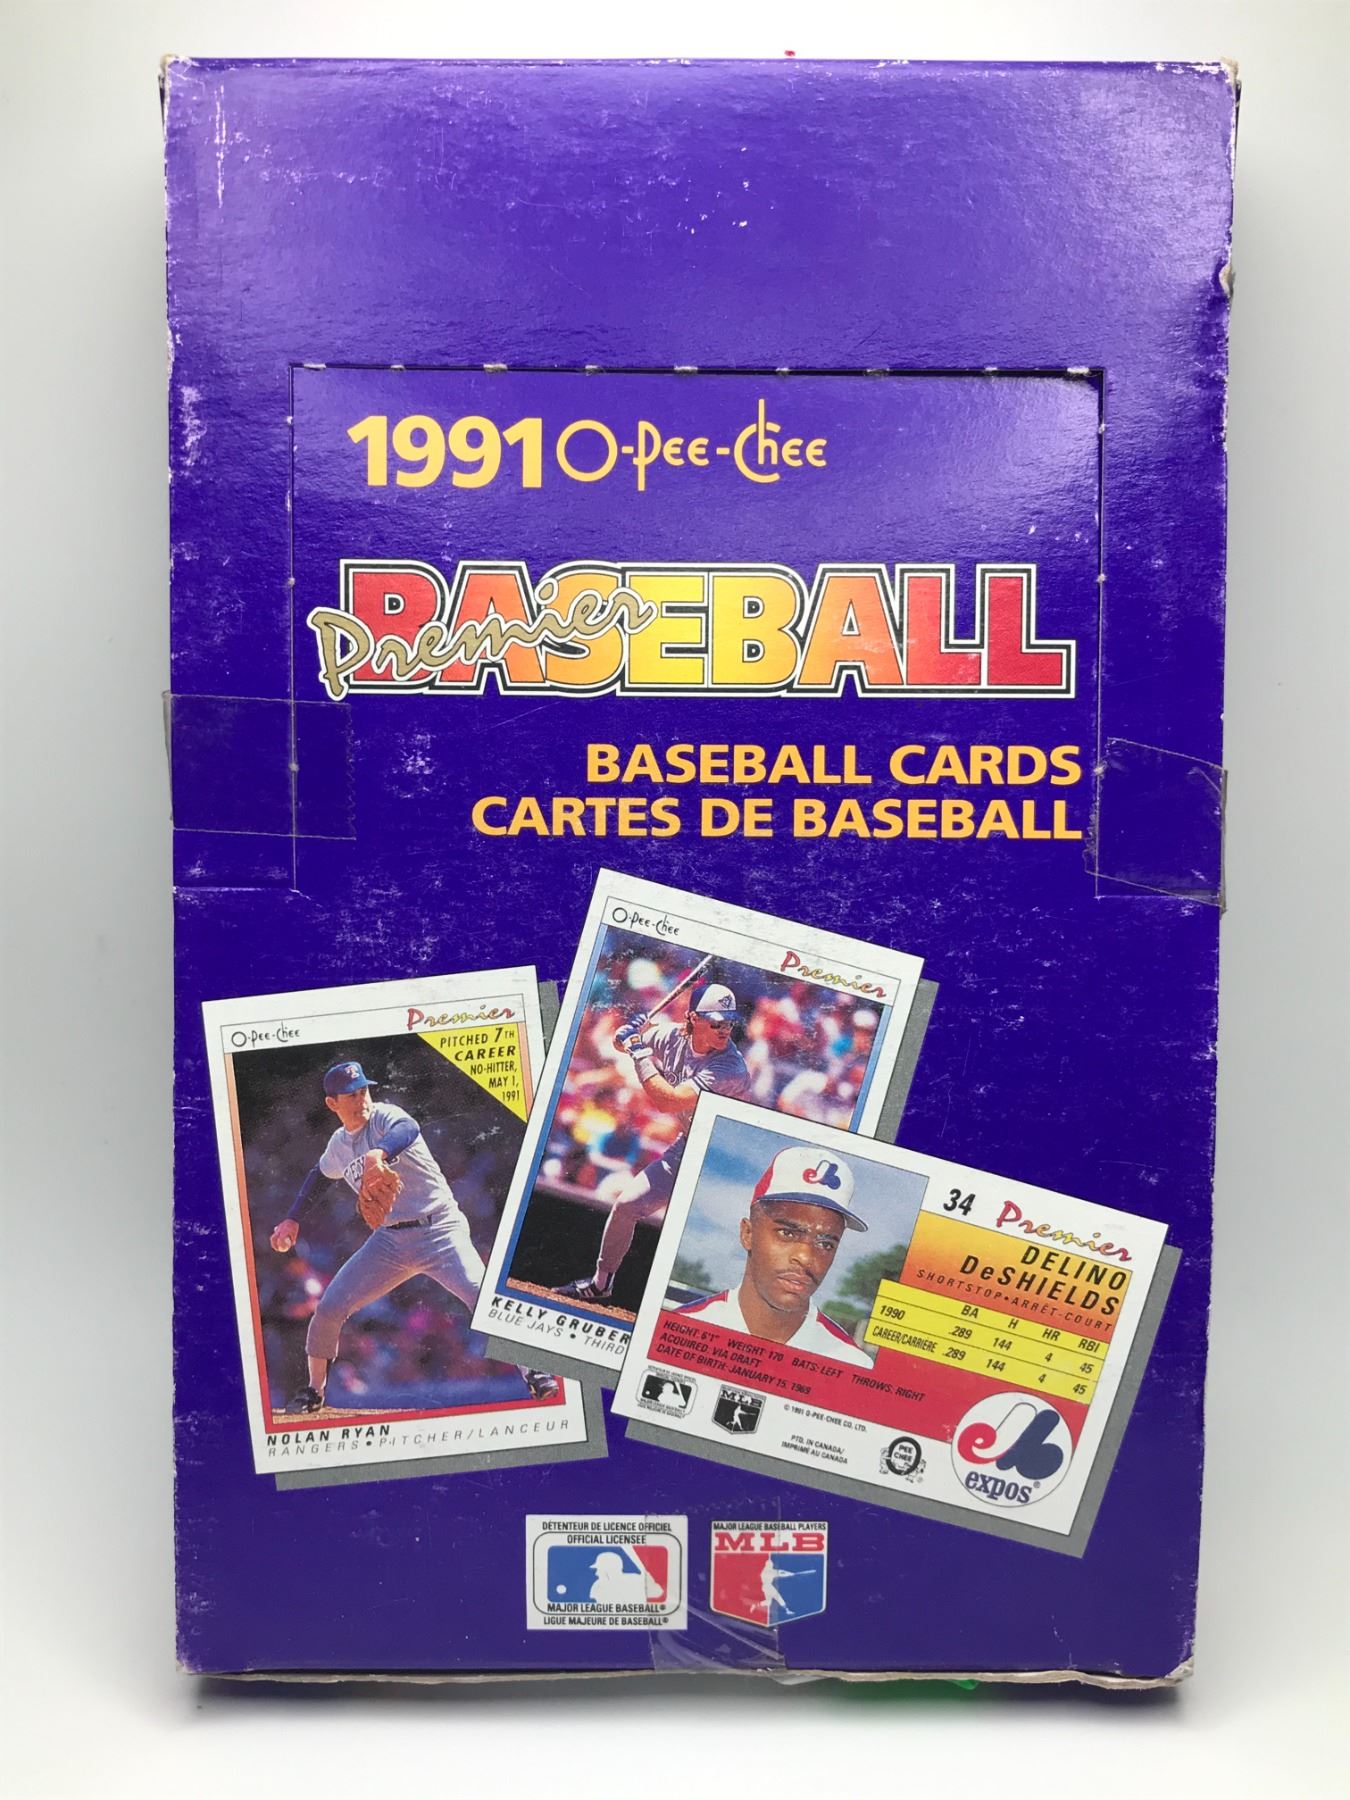 1991 O-Pee-Chee
Premier
BASEBALL
BASEBALL CARDS
CARTES DE BASEBALL
O-Pee-Chee
Premier
O-Pee-Chee
Premier
PITCHED 7TH
CAREER
NO-HITTER,
MAY 1,
1991
NOLAN RYAN
RANGERS • PITCHER/LANCEUR
KELLY GRUBER
BLUE JAYS • THIRD
34 Premier
DELINO
DeSHIELDS
SHORTSTOP • ARRÊT-COURT
BA H HR RBI
1990 .289 144 4 45
CAREER/CARRIÈRE .289 144 4 45
HEIGHT: 6'1" WEIGHT: 170 BATS: LEFT THROWS: RIGHT
ACQUIRED: VIA DRAFT
DATE OF BIRTH: JANUARY 15, 1969
MLB
© 1991 O-PEE-CHEE CO. LTD.
PTD. IN CANADA/
IMPRIMÉ AU CANADA
PEE
CHEE
expos®
DÉTENTEUR DE LICENCE OFFICIEL
OFFICIAL LICENSEE
MAJOR LEAGUE BASEBALL®
LIGUE MAJEURE DE BASEBALL®
MAJOR LEAGUE BASEBALL PLAYERS
MLB